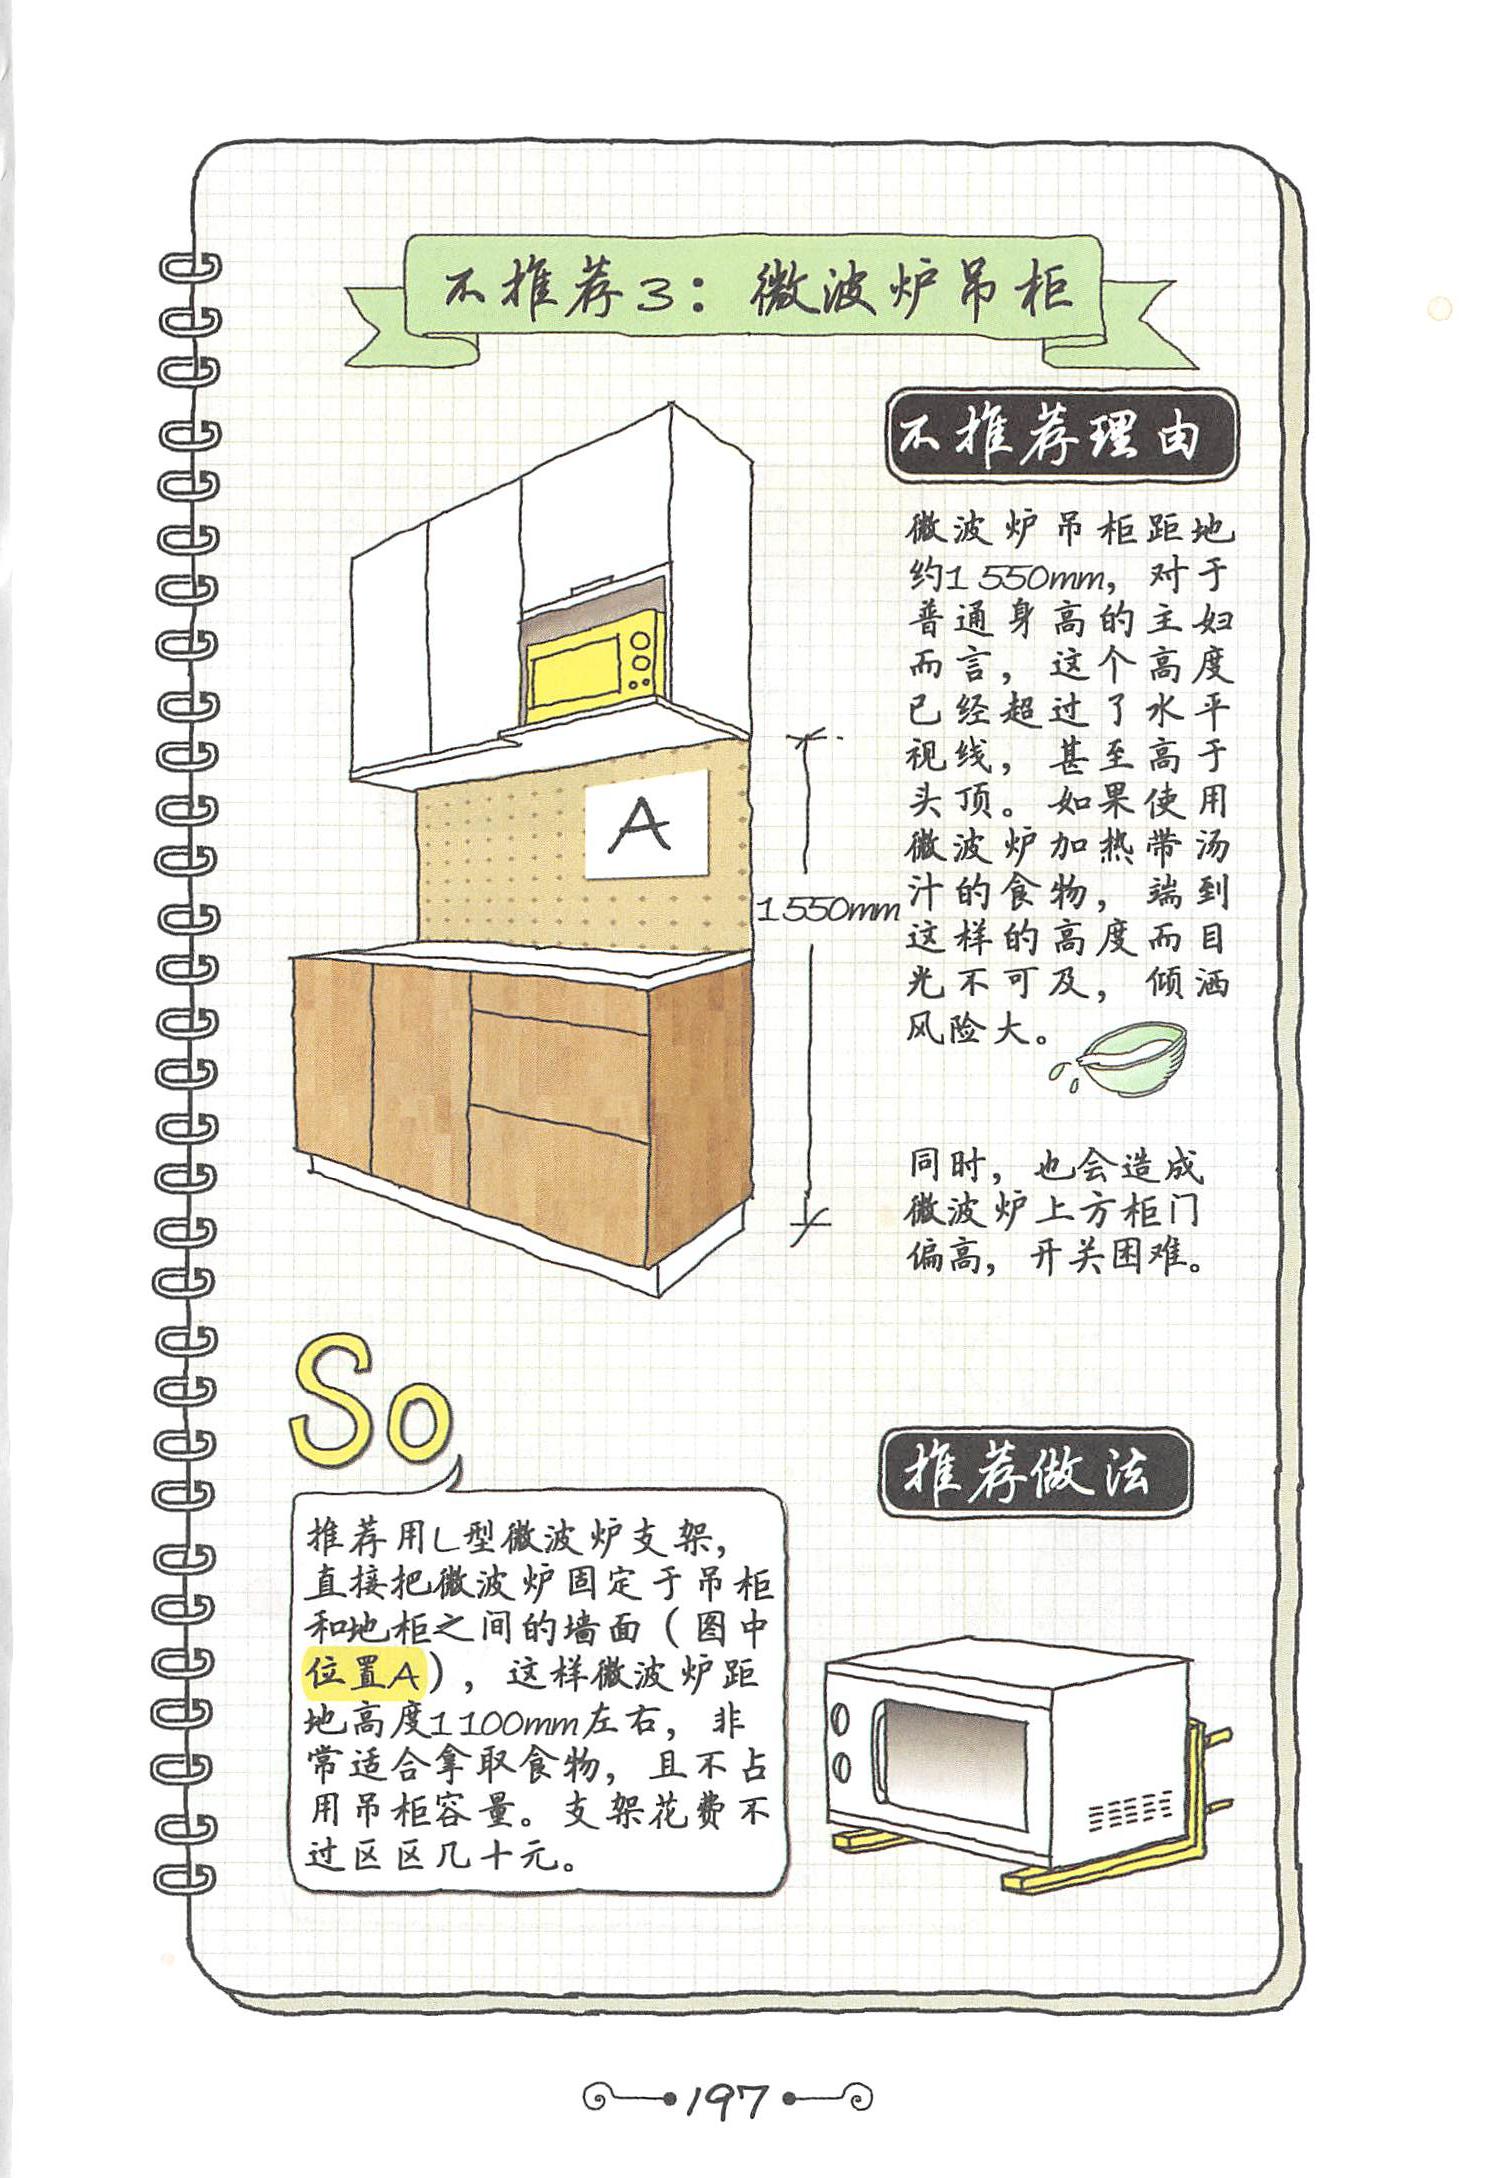 不推荐3：微波炉吊柜
不推荐理由
微波炉吊柜距地
约1550mm，对于
普通身高的主妇
而言，这个高度
已经超过了水平
视线，甚至高于
头顶。如果使用
微波炉加热带汤
汁的食物，端到
这样的高度而目
光不可及，倾洒
风险大。
A
1550mm
同时，也会造成
微波炉上方柜门
偏高，开关困难。
So
推荐用L型微波炉支架，
直接把微波炉固定于吊柜
和地柜之间的墙面（图中
位置A），这样微波炉距
地高度1100mm左右，非
常适合拿取食物，且不占
用吊柜容量。支架花费不
过区区几十元。
推荐做法
197